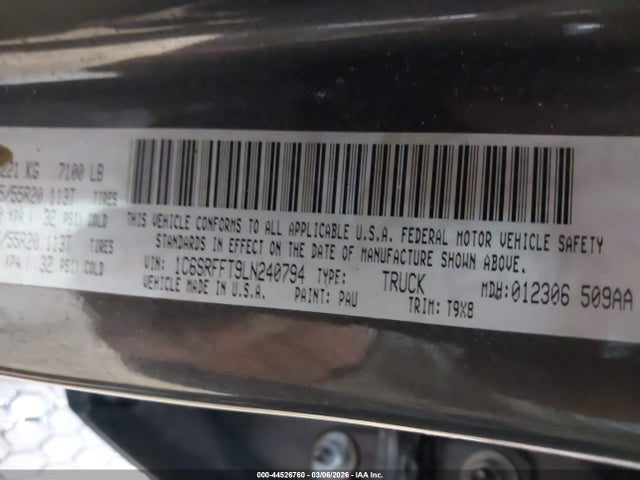 221 KG 7100 LB
/55R20 113T TIRES
KPA / 32 PSI COLD
/55R20 113T TIRES
KPA / 32 PSI COLD
THIS VEHICLE CONFORMS TO ALL APPLICABLE U.S.A. FEDERAL MOTOR VEHICLE SAFETY
STANDARDS IN EFFECT ON THE DATE OF MANUFACTURE SHOWN ABOVE.
VIN: 1C6SRFFT9LN240794 TYPE: TRUCK MDH:012306 509AA
VEHICLE MADE IN U.S.A. PAINT: PAU TRIM: T9X8
000-44526760 - 03/06/2026 - IAA Inc.